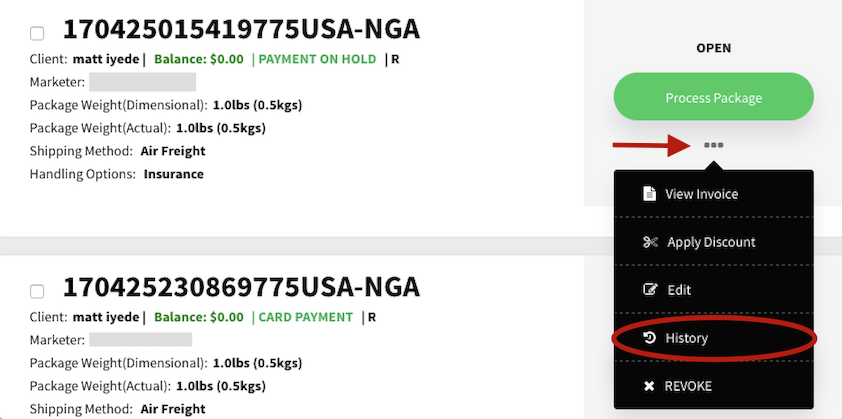 170425015419775USA-NGA
Client: matt iyede | Balance: $0.00 | PAYMENT ON HOLD | R
Marketer:
Package Weight(Dimensional): 1.0lbs (0.5kgs)
Package Weight(Actual): 1.0lbs (0.5kgs)
Shipping Method: Air Freight
Handling Options: Insurance
OPEN
Process Package
View Invoice
Apply Discount
Edit
History
REVOKE
170425230869775USA-NGA
Client: matt iyede | Balance: $0.00 | CARD PAYMENT | R
Marketer:
Package Weight(Dimensional): 1.0lbs (0.5kgs)
Package Weight(Actual): 1.0lbs (0.5kgs)
Shipping Method: Air Freight